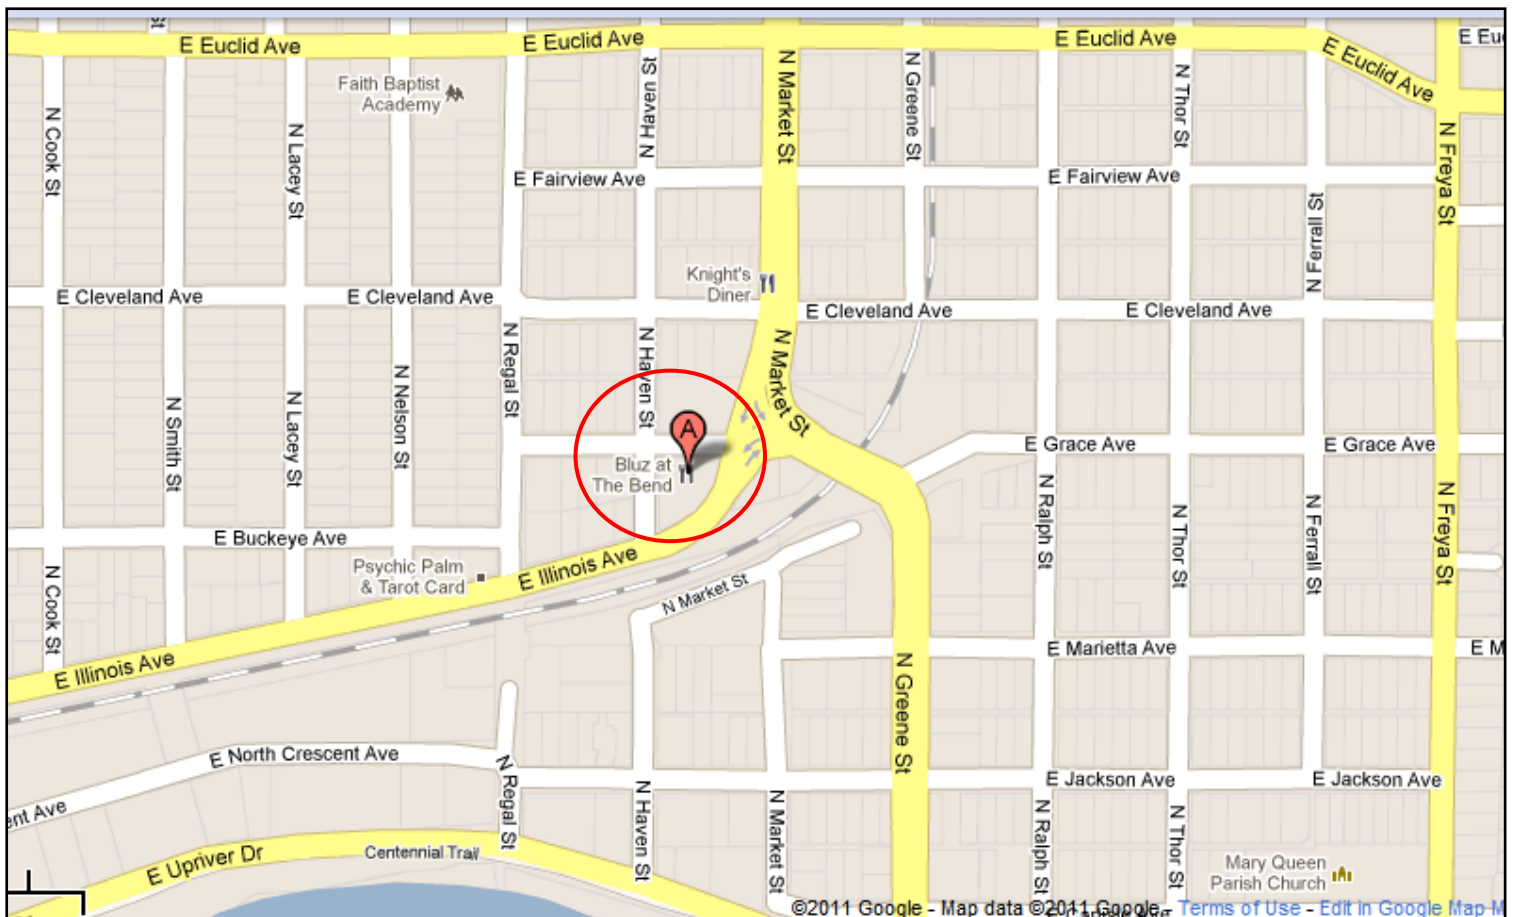 St
E Euclid Ave
E Euclid Ave
E Euclid Ave
E Euclid Ave
E Eu
Faith Baptist
Academy
N Cook St
N Lacey St
N Haven St
N Market St
N Greene St
N Thor St
N Freya St
E Fairview Ave
E Fairview Ave
N Ferrall St
Knight's
Diner
E Cleveland Ave
E Cleveland Ave
E Cleveland Ave
E Cleveland Ave
N Regal St
N Haven St
N Market St
N Smith St
N Lacey St
N Nelson St
A
Bluz at
The Bend
E Grace Ave
E Grace Ave
N Ralph St
N Thor St
N Ferrall St
N Freya St
E Buckeye Ave
Psychic Palm
& Tarot Card
E Illinois Ave
N Cook St
N Market St
E Illinois Ave
E Marietta Ave
E M
N Greene St
E North Crescent Ave
N Regal St
E Jackson Ave
E Jackson Ave
ent Ave
N Haven St
N Market St
N Ralph St
N Thor St
E Upriver Dr
Centennial Trail
Mary Queen
Parish Church
©2011 Google - Map data ©2011 Google - Terms of Use - Edit in Google Map M